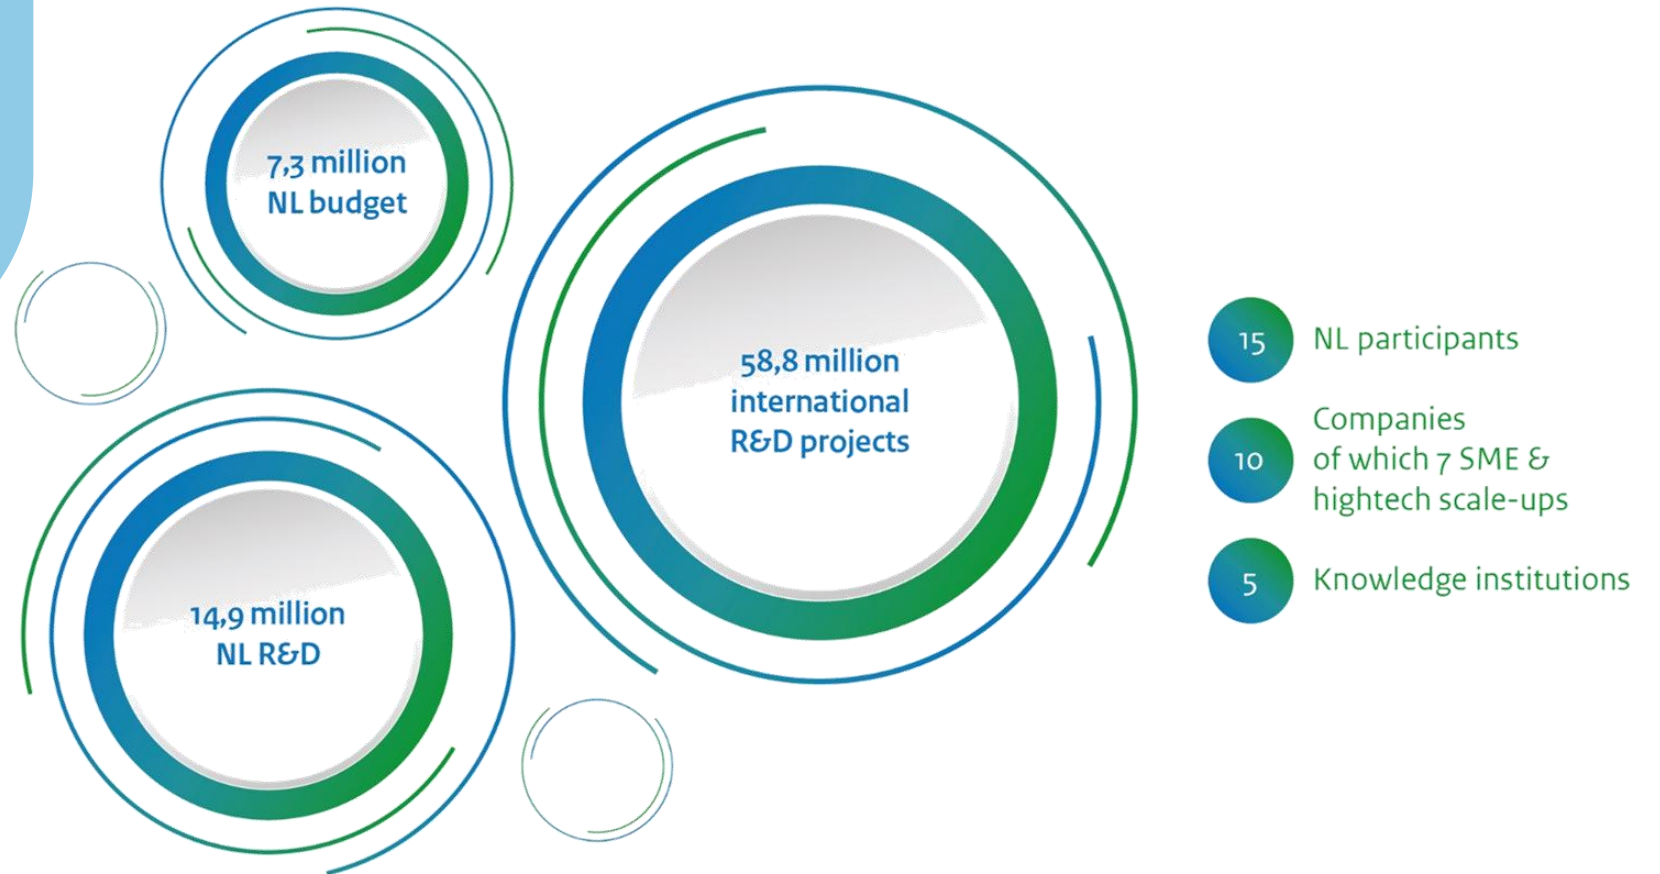 7,3 million
NL budget
58,8 million
international
R&D projects
14,9 million
NL R&D
15 NL participants
10 Companies
of which 7 SME &
hightech scale-ups
5 Knowledge institutions